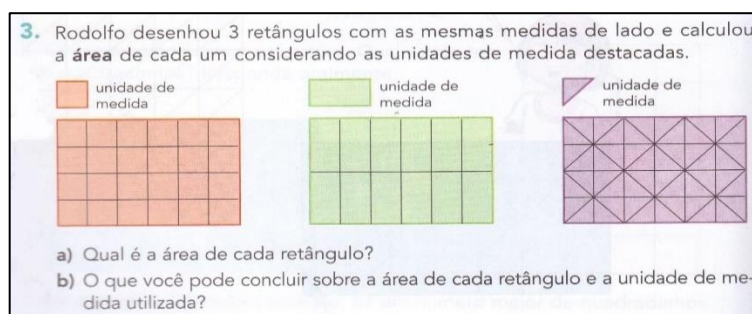 3. Rodolfo desenhou 3 retângulos com as mesmas medidas de lado e calculou
a área de cada um considerando as unidades de medida destacadas.
unidade de
medida
unidade de
medida
unidade de
medida
a) Qual é a área de cada retângulo?
b) O que você pode concluir sobre a área de cada retângulo e a unidade de me-
dida utilizada?